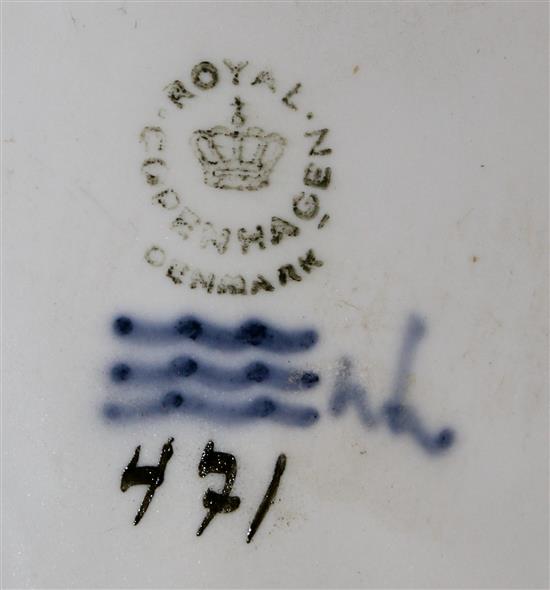 ROYAL
COPENHAGEN
DENMARK
471